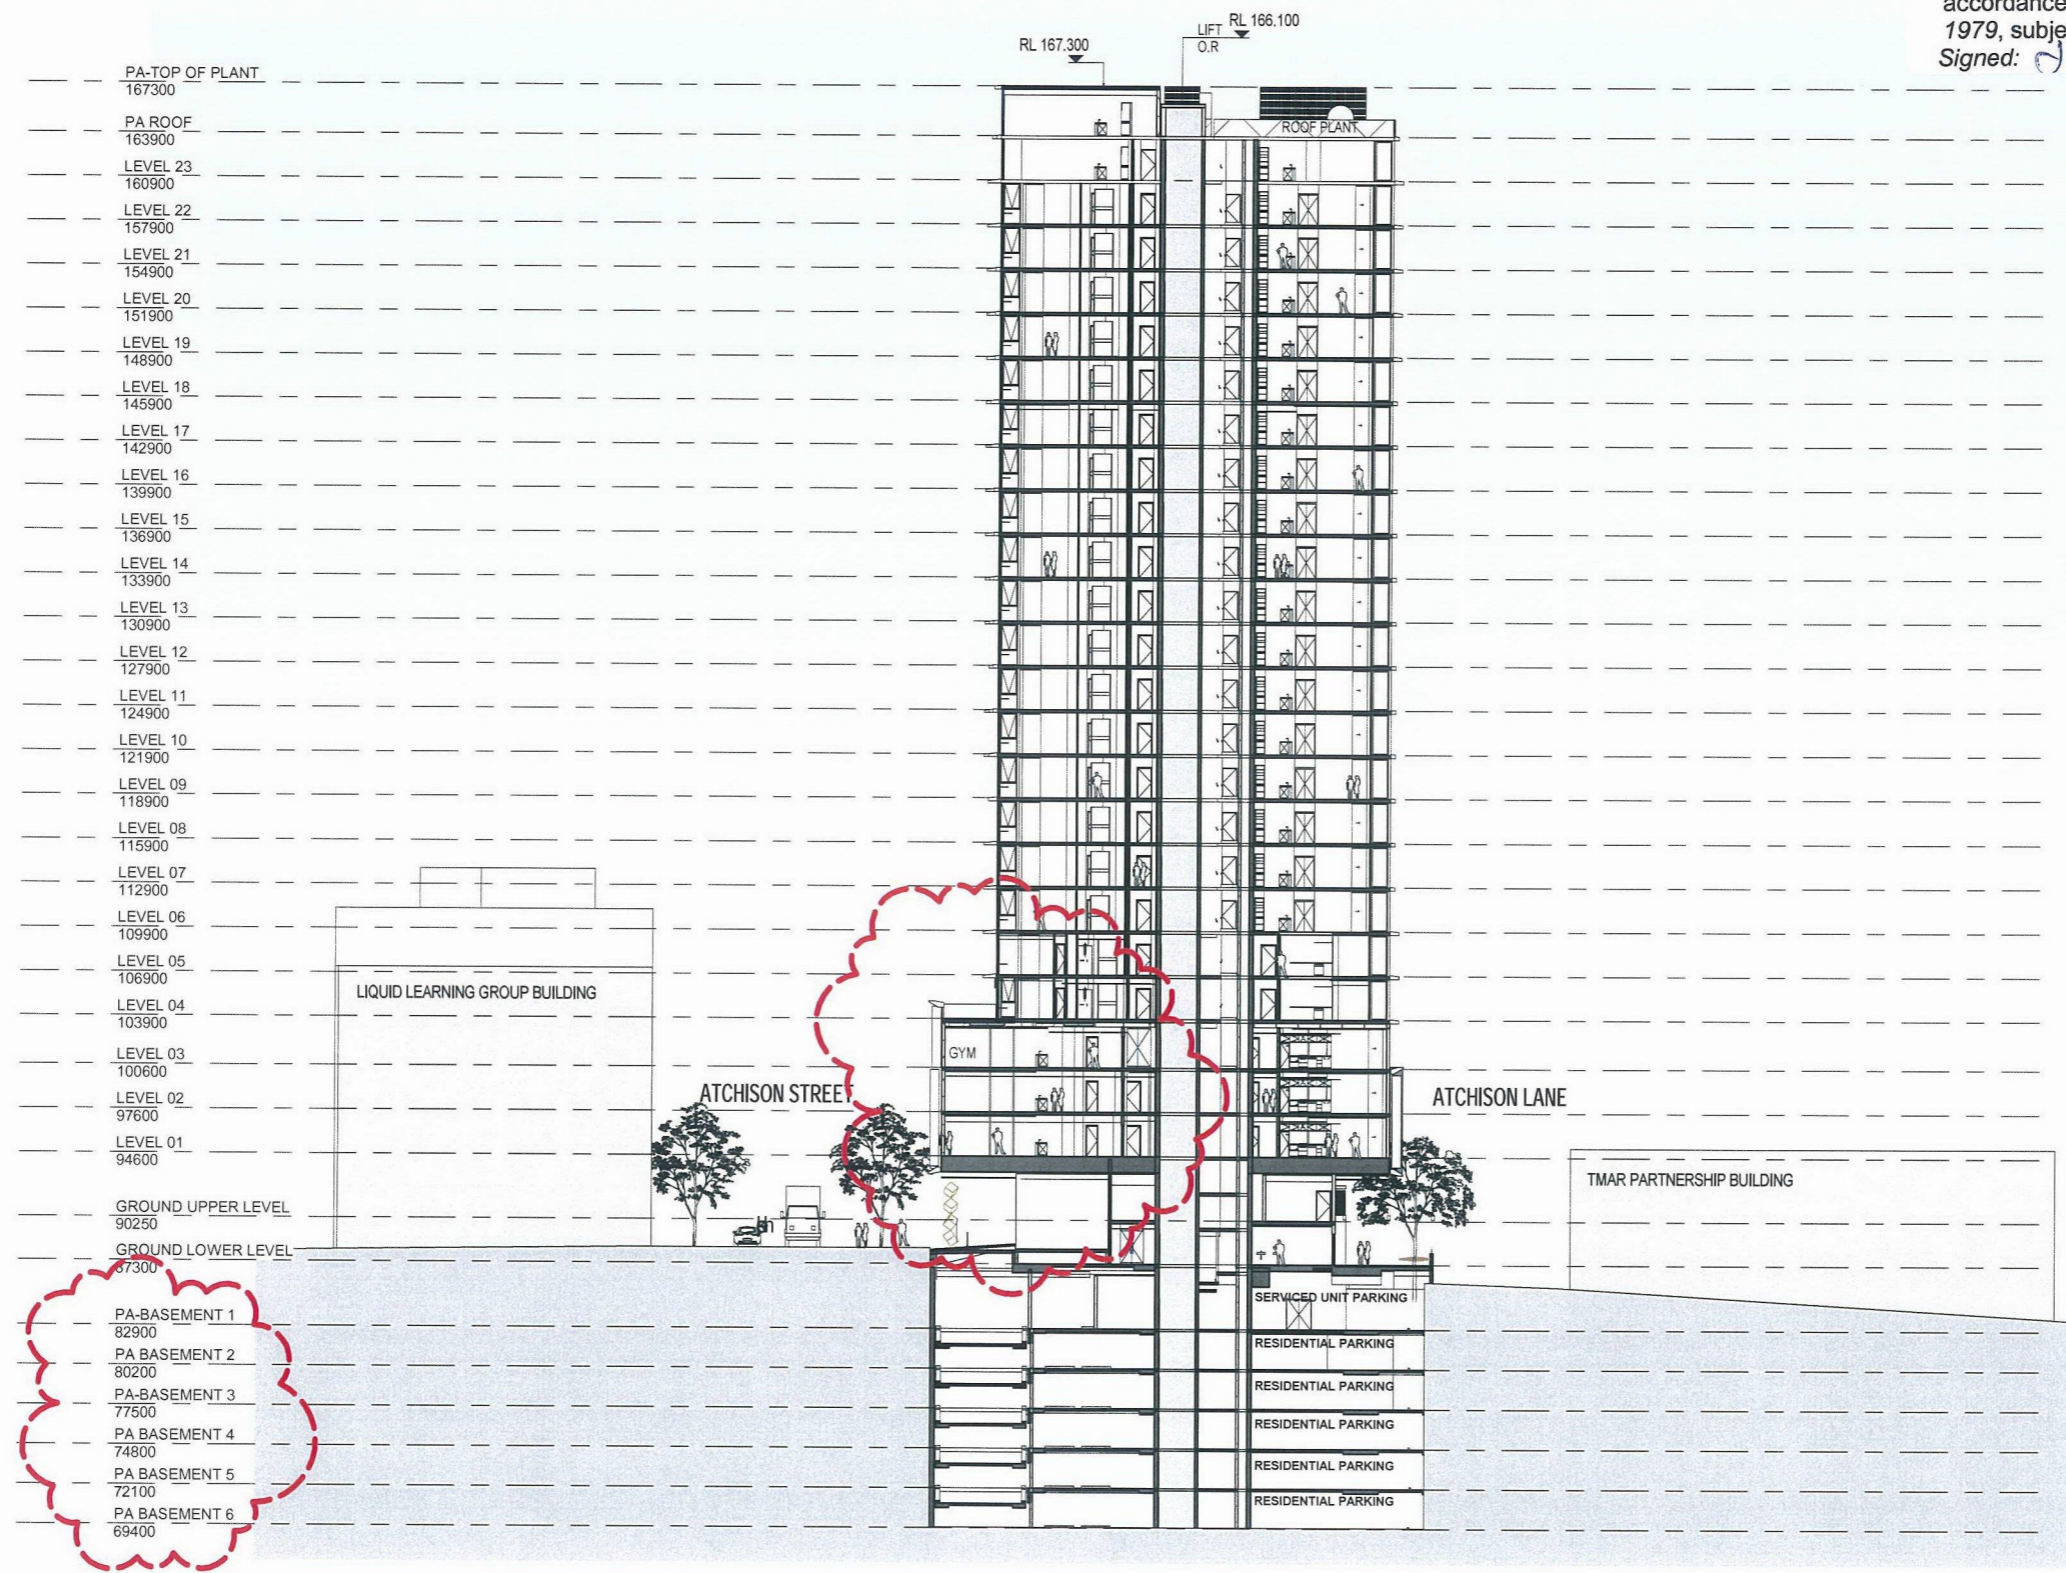 accordance
1979, subje
Signed:
RL 166.100
LIFT
O.R
RL 167.300
PA-TOP OF PLANT
167300
PA ROOF
163900
ROOF PLANT
LEVEL 23
160900
LEVEL 22
157900
LEVEL 21
154900
LEVEL 20
151900
LEVEL 19
148900
LEVEL 18
145900
LEVEL 17
142900
LEVEL 16
139900
LEVEL 15
136900
LEVEL 14
133900
LEVEL 13
130900
LEVEL 12
127900
LEVEL 11
124900
LEVEL 10
121900
LEVEL 09
118900
LEVEL 08
115900
LEVEL 07
112900
LEVEL 06
109900
LEVEL 05
106900
LIQUID LEARNING GROUP BUILDING
LEVEL 04
103900
LEVEL 03
100600
GYM
LEVEL 02
97600
ATCHISON STREET
ATCHISON LANE
LEVEL 01
94600
TMAR PARTNERSHIP BUILDING
GROUND UPPER LEVEL
90250
GROUND LOWER LEVEL
87300
PA-BASEMENT 1
82900
SERVICED UNIT PARKING
PA BASEMENT 2
80200
RESIDENTIAL PARKING
PA-BASEMENT 3
77500
RESIDENTIAL PARKING
PA BASEMENT 4
74800
RESIDENTIAL PARKING
PA BASEMENT 5
72100
RESIDENTIAL PARKING
PA BASEMENT 6
69400
RESIDENTIAL PARKING